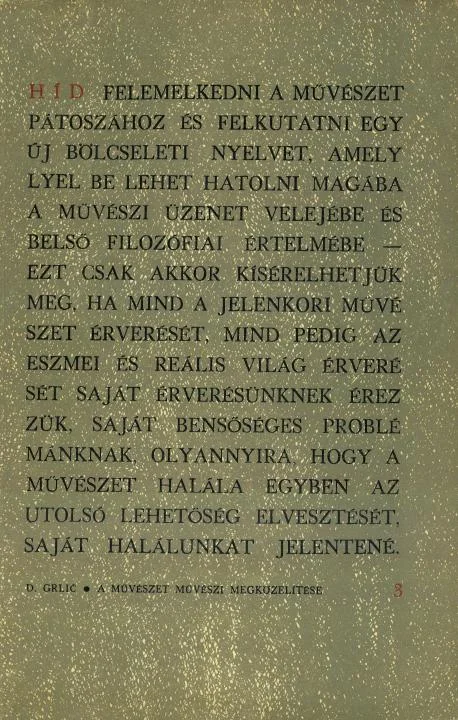 HÍD FELEMELKEDNI A MŰVÉSZET
PÁTOSZÁHOZ ÉS FELKUTATNI EGY
ÚJ BÖLCSELETI NYELVET, AMELY
LYEL BE LEHET HATOLNI MAGÁBA
A MŰVÉSZI ÜZENET VELEJÉBE ÉS
BELSŐ FILOZÓFIAI ÉRTELMÉBE —
EZT CSAK AKKOR KÍSÉRELHETJÜK
MEG, HA MIND A JELENKORI MŰVÉ
SZET ÉRVERÉSÉT, MIND PEDIG AZ
ESZMEI ÉS REÁLIS VILÁG ÉRVERÉ
SÉT SAJÁT ÉRVERÉSÜNKNEK ÉREZ
ZÜK, SAJÁT BENSŐSÉGES PROBLÉ
MÁNKNAK, OLYANNYIRA, HOGY A
MŰVÉSZET HALÁLA EGYBEN AZ
UTOLSÓ LEHETŐSÉG ELVESZTÉSÉT,
SAJÁT HALÁLUNKAT JELENTENÉ.
D. GRLIĆ ● A MŰVÉSZET MŰVÉSZI MEGKÖZELÍTÉSE 3